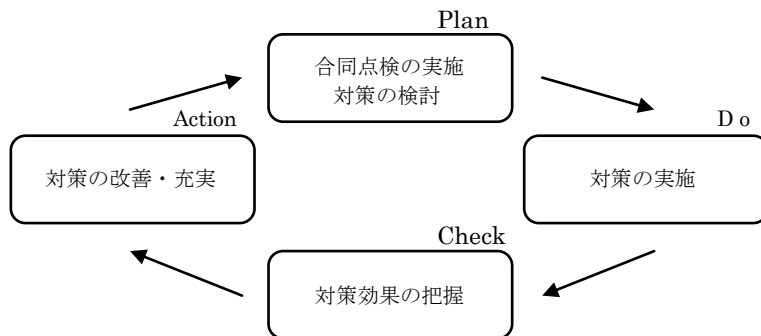 Plan
合同点検の実施
対策の検討
Action
対策の改善・充実
D o
対策の実施
Check
対策効果の把握